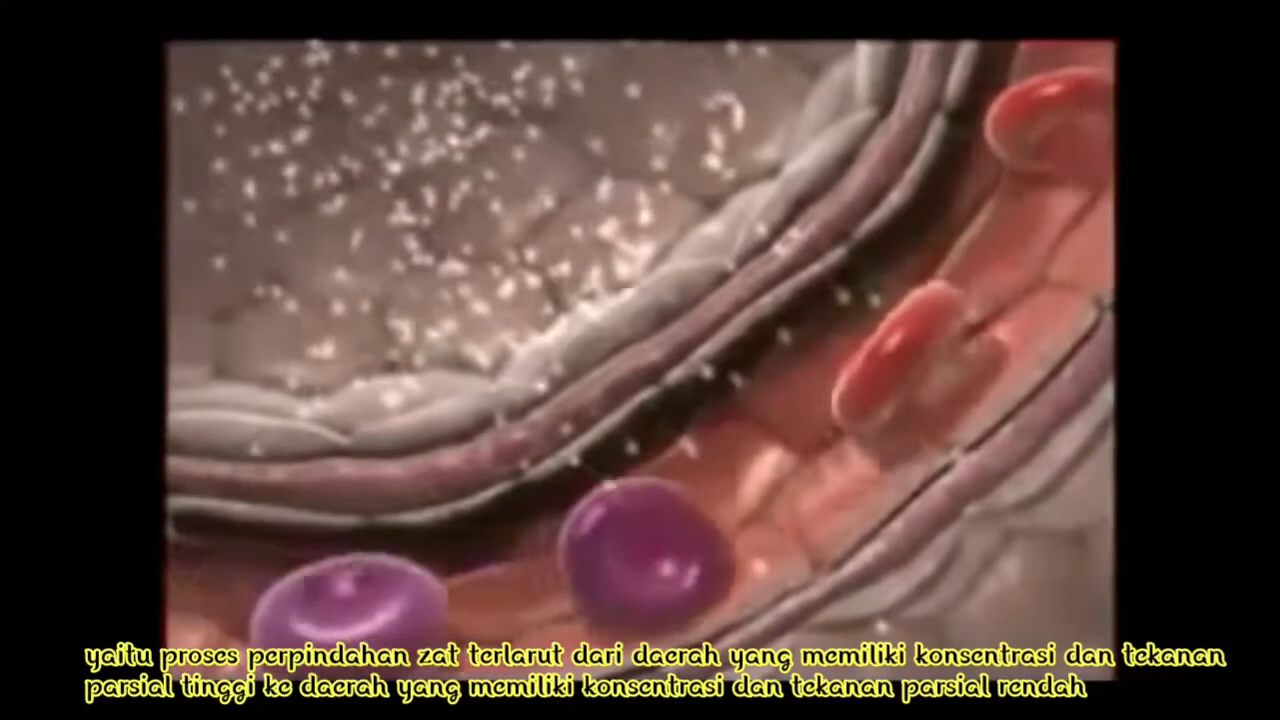 yaitu proses perpindahan zat terlarut dari daerah yang memiliki konsentrasi dan tekanan
parsial tinggi ke daerah yang memiliki konsentrasi dan tekanan parsial rendah